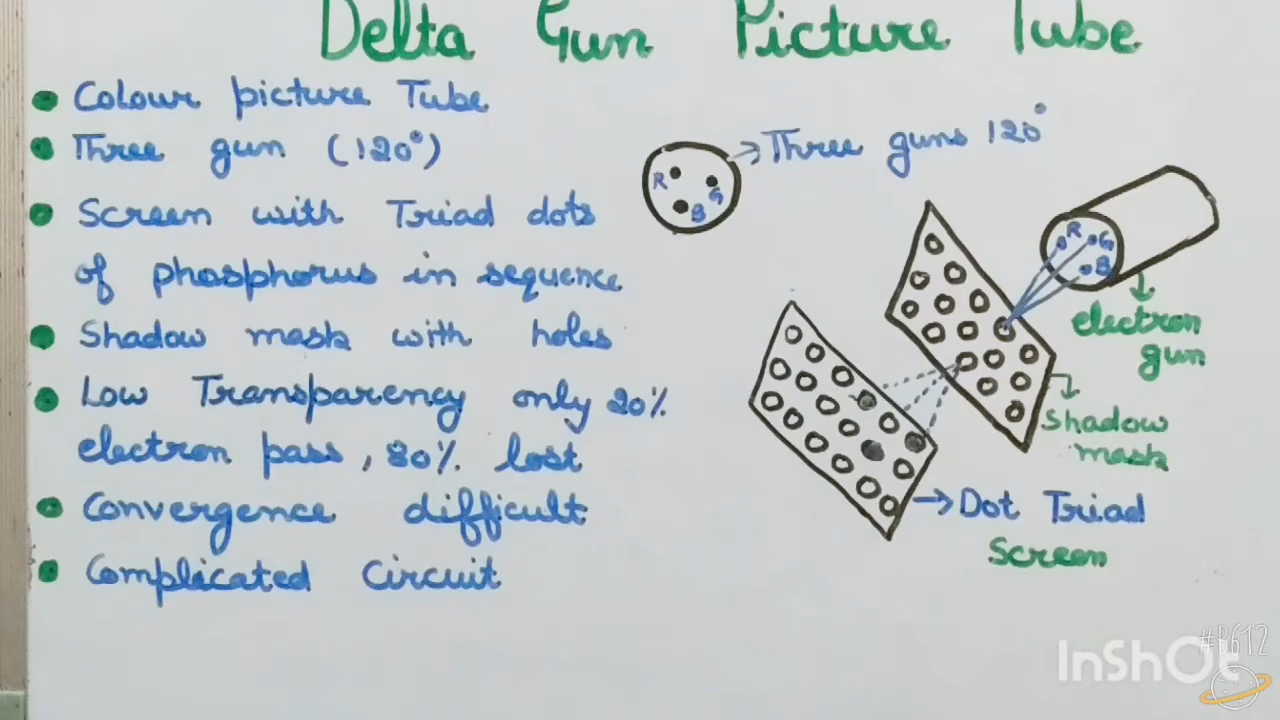 Delta Gun Picture Tube
Colour picture Tube
Three gun (120°)
Screen with Triad dots
of phosphorus in sequence
Shadow mask with holes
Low Transparency only 20%
electron pass, 80% lost
Convergence difficult
Complicated Circuit
Three guns 120°
R
G
B
R
G
B
electron
gun
Shadow
mask
Dot Triad
Screen
#B612
InShOt